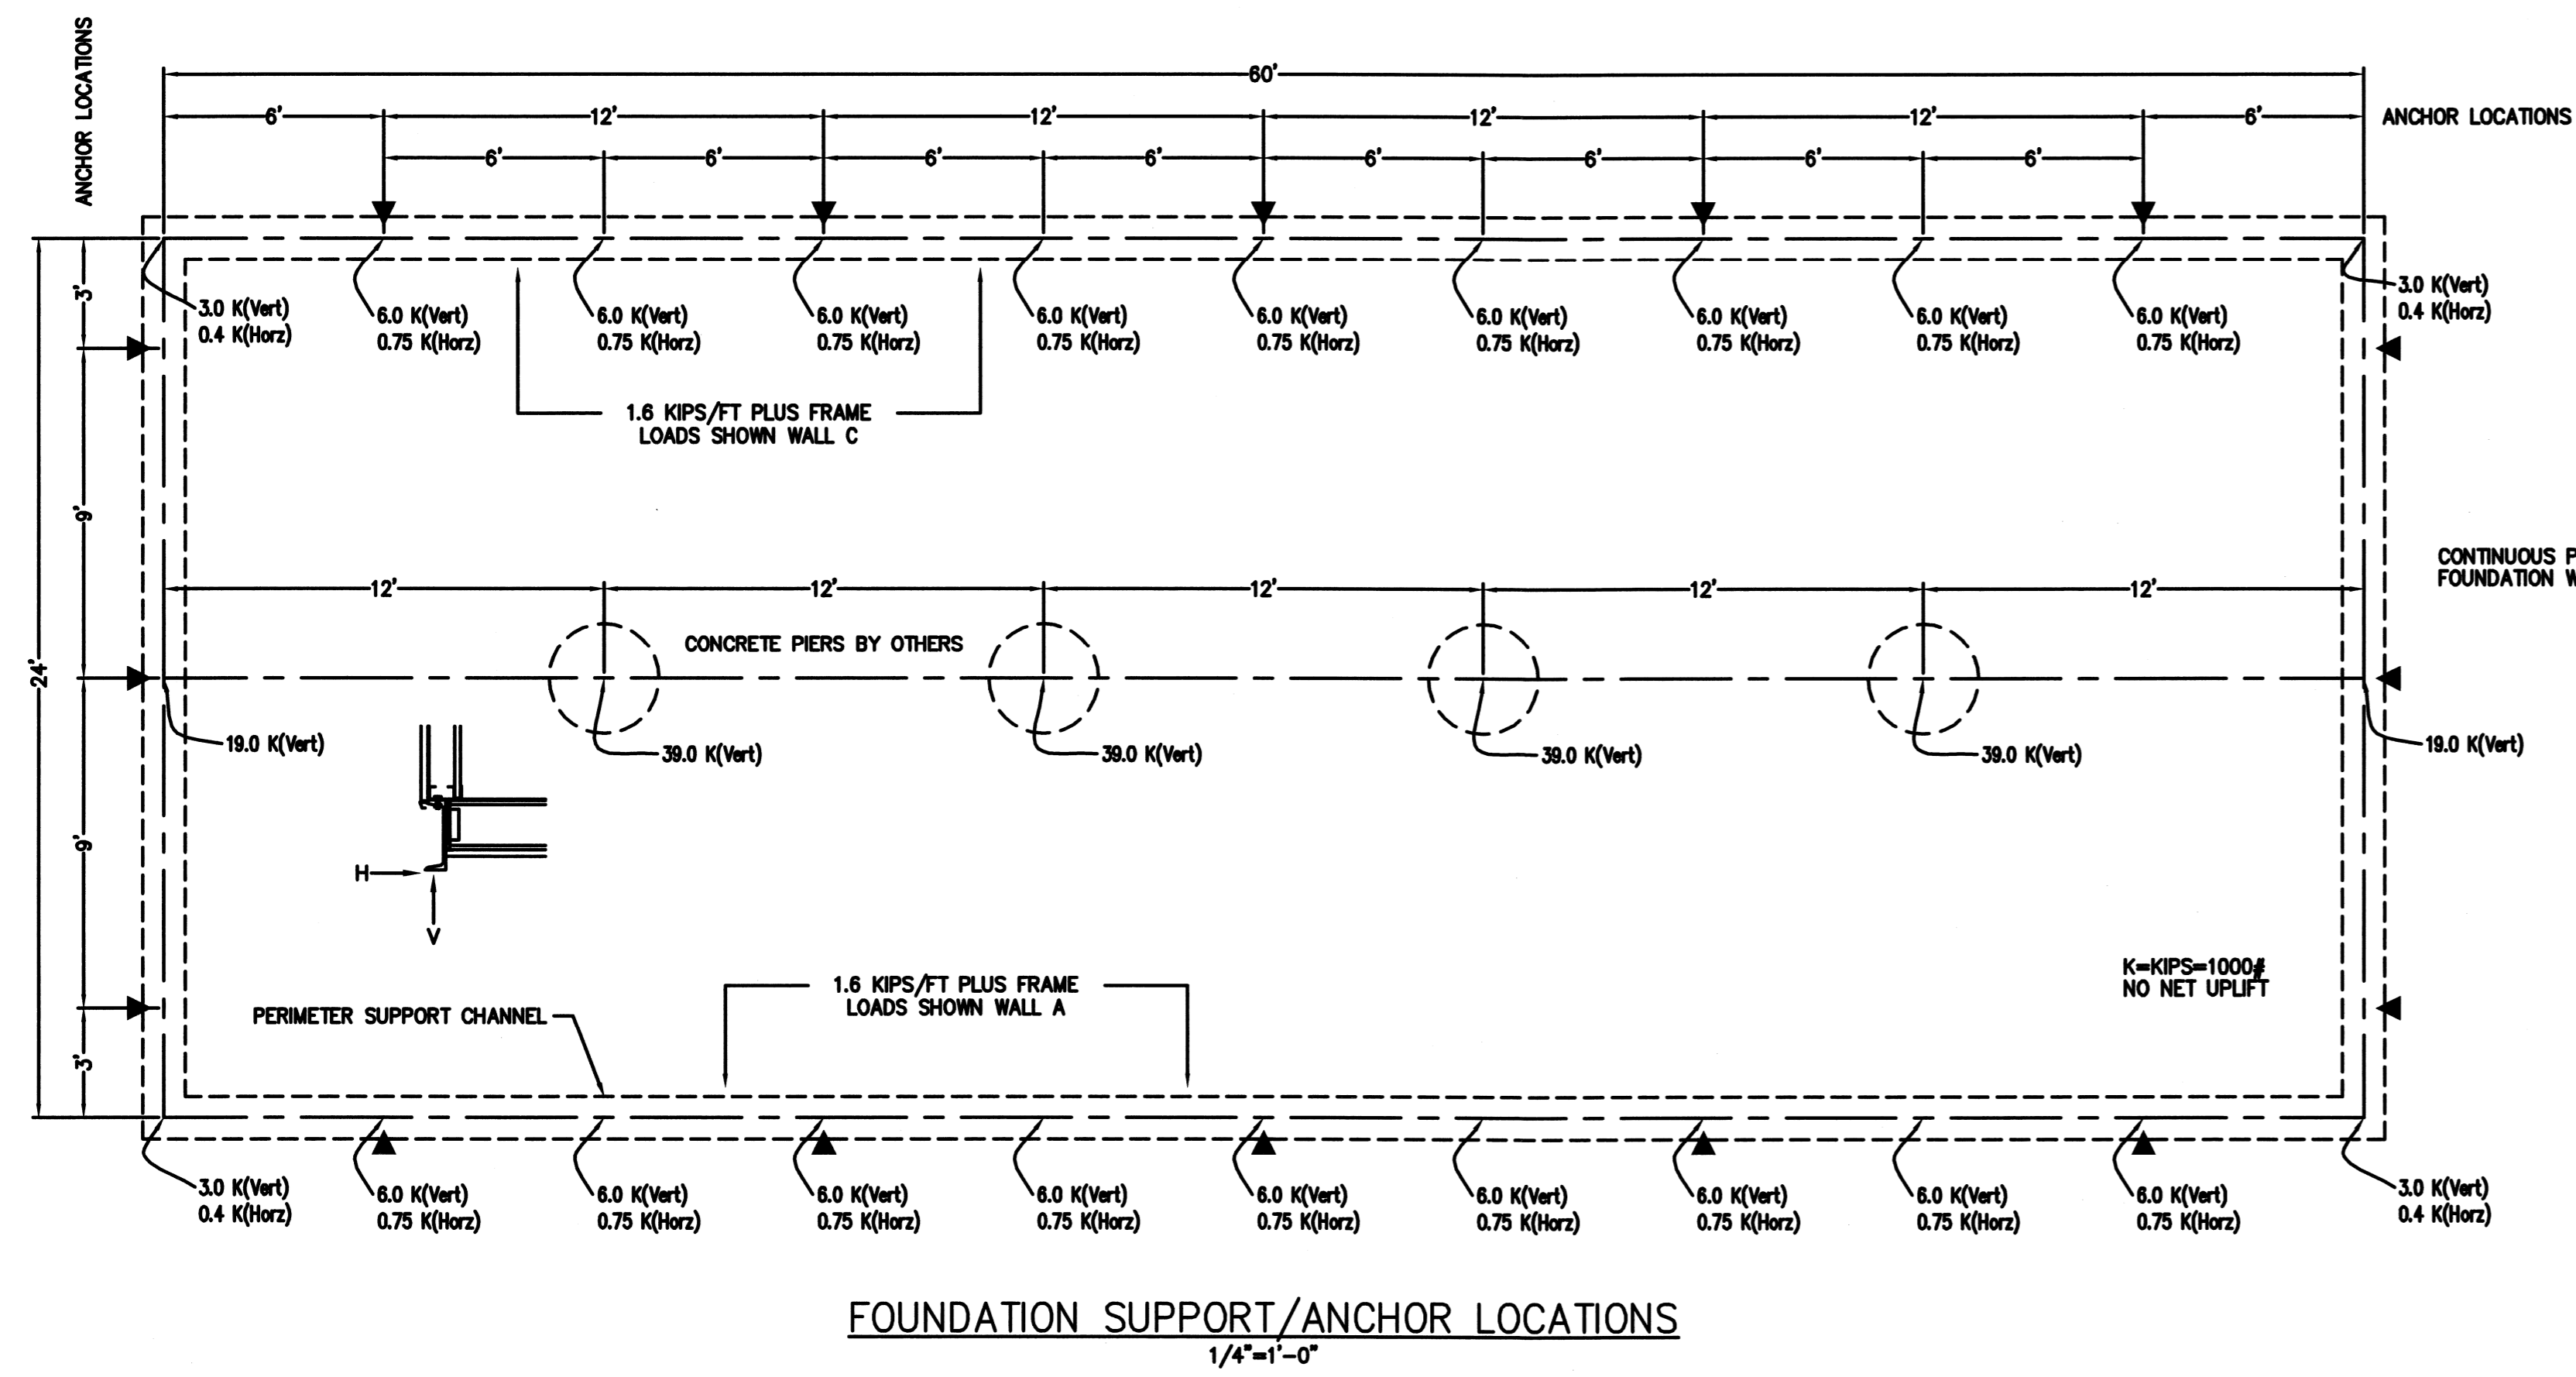 ANCHOR LOCATIONS
60'
6' 12' 12' 12' 12' 6' ANCHOR LOCATIONS
6' 6' 6' 6' 6' 6' 6' 6'
3.0 K(Vert) 6.0 K(Vert) 6.0 K(Vert) 6.0 K(Vert) 6.0 K(Vert) 6.0 K(Vert) 6.0 K(Vert) 6.0 K(Vert) 6.0 K(Vert) 6.0 K(Vert) 3.0 K(Vert)
0.4 K(Horz) 0.75 K(Horz) 0.75 K(Horz) 0.75 K(Horz) 0.75 K(Horz) 0.75 K(Horz) 0.75 K(Horz) 0.75 K(Horz) 0.75 K(Horz) 0.75 K(Horz) 0.4 K(Horz)
3'
1.6 KIPS/FT PLUS FRAME
LOADS SHOWN WALL C
9'
CONTINUOUS P
FOUNDATION W
12' 12' 12' 12' 12'
CONCRETE PIERS BY OTHERS
24'
19.0 K(Vert) 39.0 K(Vert) 39.0 K(Vert) 39.0 K(Vert) 39.0 K(Vert) 19.0 K(Vert)
9'
H
V
K=KIPS=1000#
NO NET UPLIFT
1.6 KIPS/FT PLUS FRAME
LOADS SHOWN WALL A
PERIMETER SUPPORT CHANNEL
3'
3.0 K(Vert) 6.0 K(Vert) 6.0 K(Vert) 6.0 K(Vert) 6.0 K(Vert) 6.0 K(Vert) 6.0 K(Vert) 6.0 K(Vert) 6.0 K(Vert) 6.0 K(Vert) 3.0 K(Vert)
0.4 K(Horz) 0.75 K(Horz) 0.75 K(Horz) 0.75 K(Horz) 0.75 K(Horz) 0.75 K(Horz) 0.75 K(Horz) 0.75 K(Horz) 0.75 K(Horz) 0.75 K(Horz) 0.4 K(Horz)
FOUNDATION SUPPORT/ANCHOR LOCATIONS
1/4"=1'-0"